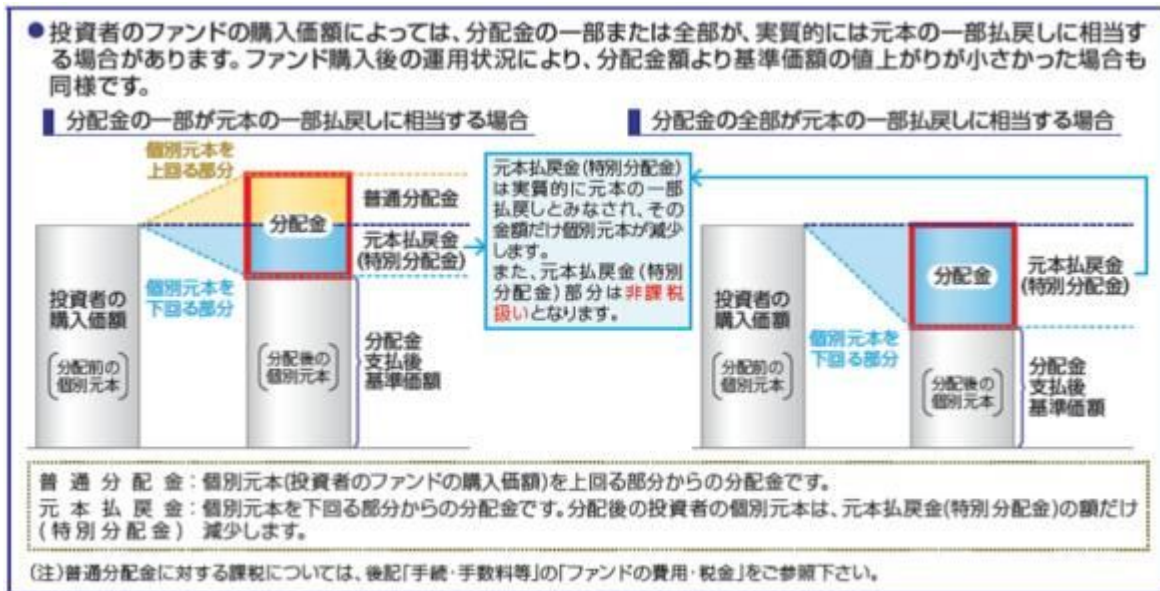 ●投資者のファンドの購入価額によっては、分配金の一部または全部が、実質的には元本の一部払戻しに相当す
る場合があります。ファンド購入後の運用状況により、分配金額より基準価額の値上がりが小さかった場合も
同様です。
分配金の一部が元本の一部払戻しに相当する場合
個別元本を
上回る部分
分配金
普通分配金
元本払戻金
(特別分配金)
個別元本を
下回る部分
投資者の
購入価額
(分配前の
個別元本)
(分配後の
個別元本)
分配金
支払後
基準価額
元本払戻金(特別分配金)
は実質的に元本の一部
払戻しとみなされ、その
金額だけ個別元本が減少
します。
また、元本払戻金(特別
分配金)部分は非課税
扱いとなります。
分配金の全部が元本の一部払戻しに相当する場合
分配金
元本払戻金
(特別分配金)
投資者の
購入価額
(分配前の
個別元本)
個別元本を
下回る部分
(分配後の
個別元本)
分配金
支払後
基準価額
普通分配金:個別元本(投資者のファンドの購入価額)を上回る部分からの分配金です。
元本払戻金:個別元本を下回る部分からの分配金です。分配後の投資者の個別元本は、元本払戻金(特別分配金)の額だけ
(特別分配金) 減少します。
(注)普通分配金に対する課税については、後記「手続・手数料等」の「ファンドの費用・税金」をご参照下さい。